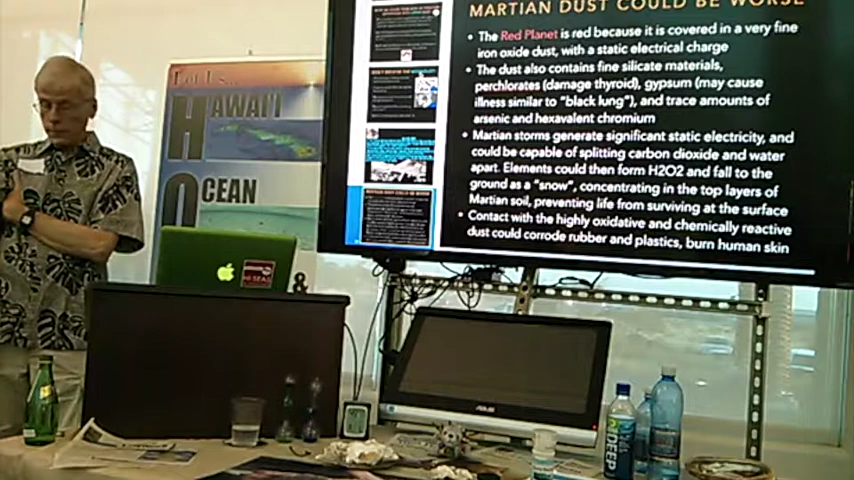 MARTIAN DUST COULD BE WORSE
• The Red Planet is red because it is covered in a very fine
iron oxide dust, with a static electrical charge
• The dust also contains fine silicate materials,
perchlorates (damage thyroid), gypsum (may cause
illness similar to "black lung"), and trace amounts of
arsenic and hexavalent chromium
• Martian storms generate significant static electricity, and
could be capable of splitting carbon dioxide and water
apart. Elements could then form H2O2 and fall to the
ground as a "snow", concentrating in the top layers of
Martian soil, preventing life from surviving at the surface
• Contact with the highly oxidative and chemically reactive
dust could corrode rubber and plastics, burn human skin
HAWAI'I
OCEAN
&
HI-SEAS
ASUS
DEEP